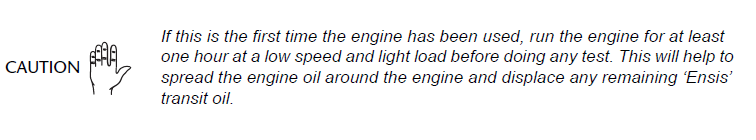 If this is the first time the engine has been used, run the engine for at least
one hour at a low speed and light load before doing any test. This will help to
CAUTION
spread the engine oil around the engine and displace any remaining ‘Ensis’
transit oil.